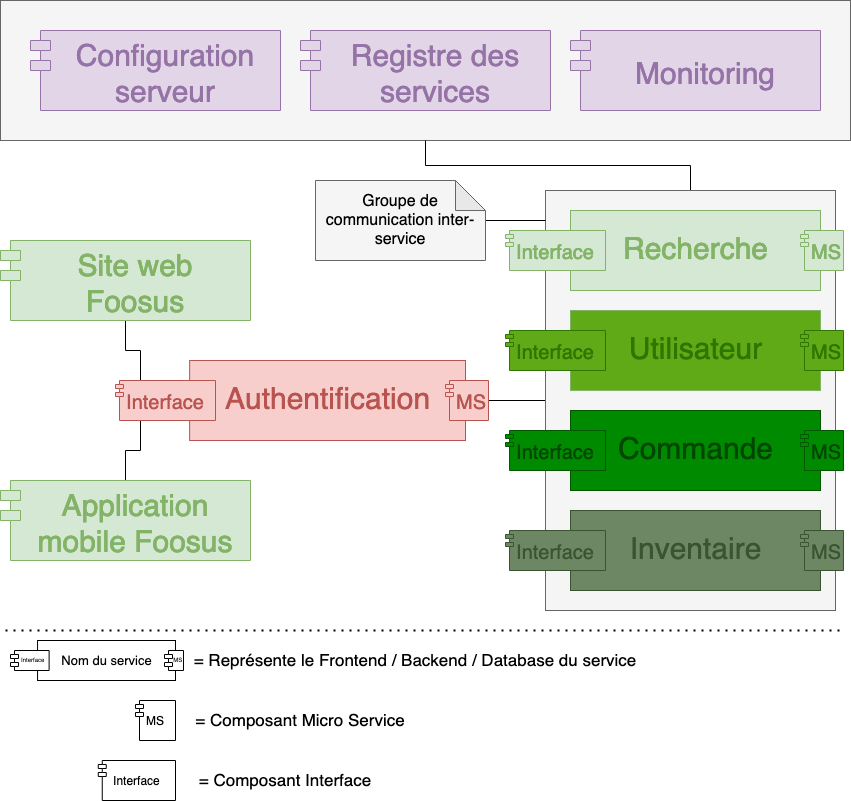 Configuration
serveur
Registre des
services
Monitoring
Groupe de
communication inter-
service
Interface
Recherche
MS
Site web
Foosus
Interface
Utilisateur
MS
Interface
Authentification
MS
Interface
Commande
MS
Application
mobile Foosus
Interface
Inventaire
MS
Interface
Nom du service
MS
= Représente le Frontend / Backend / Database du service
MS
= Composant Micro Service
Interface
= Composant Interface